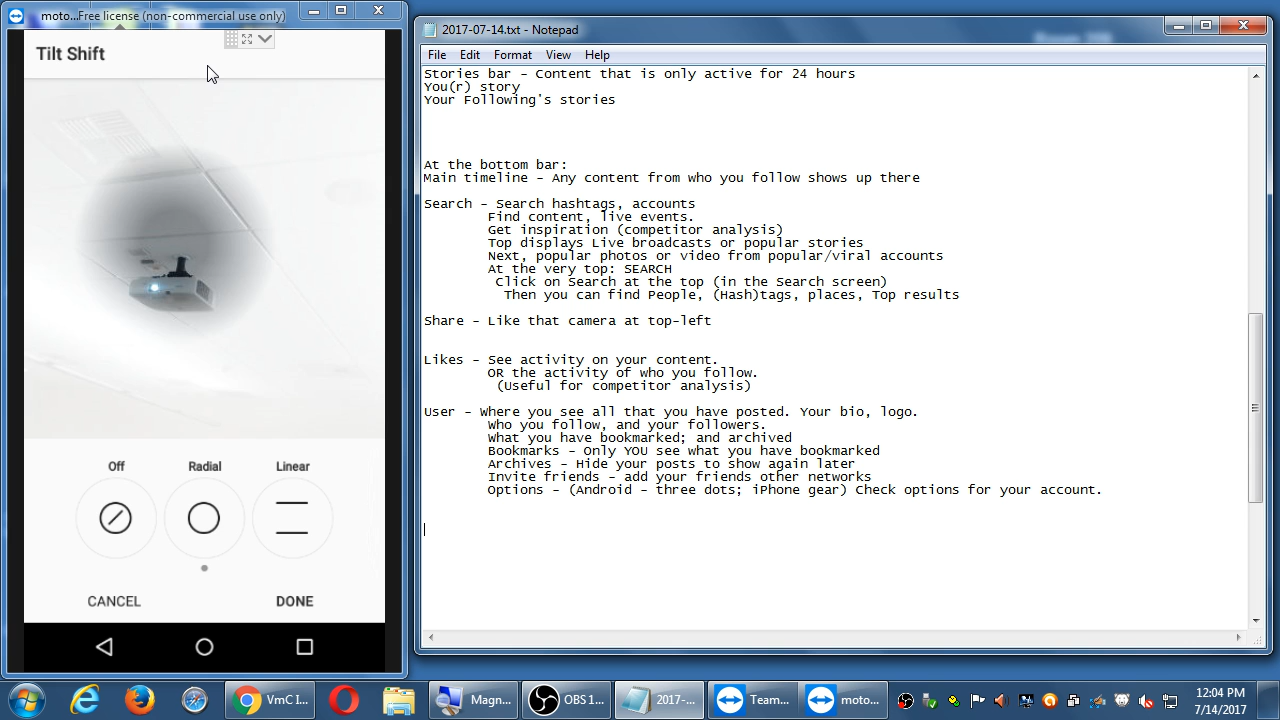 moto...Free license (non-commercial use only)
Tilt Shift
Off
Radial
Linear
CANCEL
DONE
2017-07-14.txt - Notepad
File Edit Format View Help
Stories bar - Content that is only active for 24 hours
You(r) story
Your Following's stories
At the bottom bar:
Main timeline - Any content from who you follow shows up there
Search - Search hashtags, accounts
Find content, live events.
Get inspiration (competitor analysis)
Top displays Live broadcasts or popular stories
Next, popular photos or video from popular/viral accounts
At the very top: SEARCH
Click on Search at the top (in the Search screen)
Then you can find People, (Hash)tags, places, Top results
Share - Like that camera at top-left
Likes - See activity on your content.
OR the activity of who you follow.
(Useful for competitor analysis)
User - Where you see all that you have posted. Your bio, logo.
Who you follow, and your followers.
What you have bookmarked; and archived
Bookmarks - Only YOU see what you have bookmarked
Archives - Hide your posts to show again later
Invite friends - add your friends other networks
Options - (Android - three dots; iPhone gear) Check options for your account.
VmC I...
Magn...
OBS 1...
2017-...
Team...
moto...
12:04 PM
7/14/2017